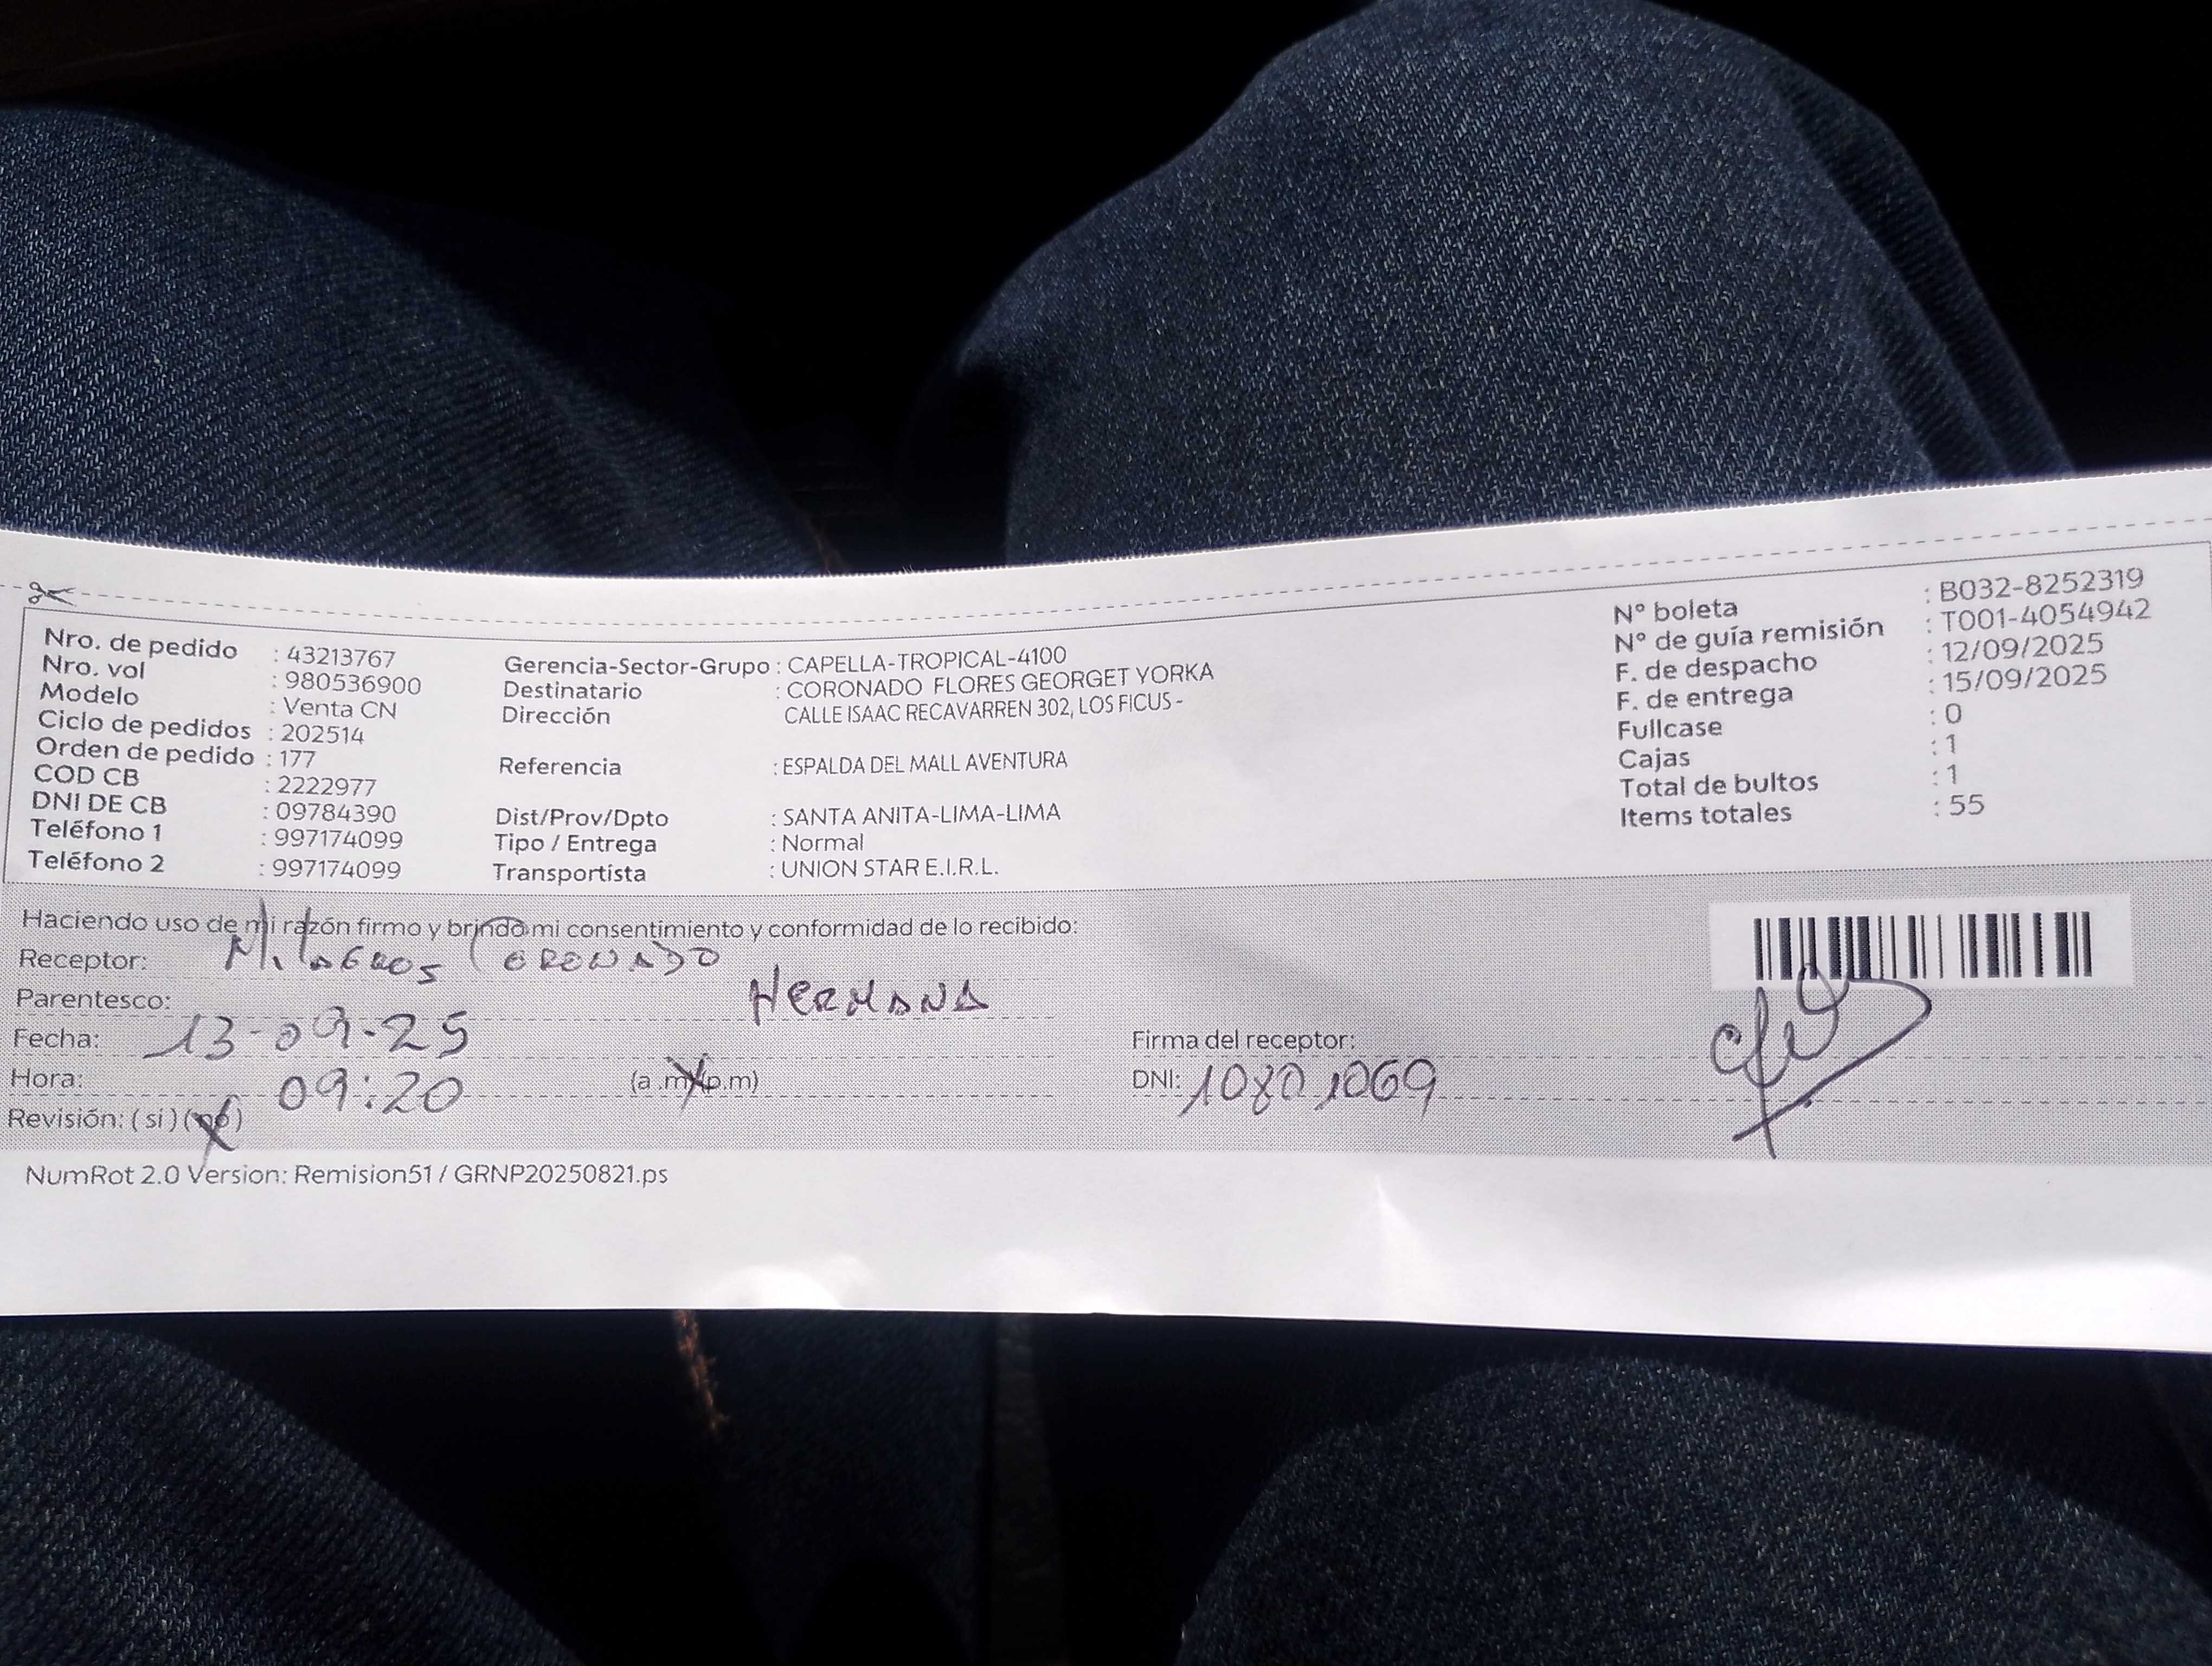 Nro. de pedido : 43213767
Nro. vol : 980536900
Modelo : Venta CN
Ciclo de pedidos : 202514
Orden de pedido : 177
COD CB : 2222977
DNI DE CB : 09784390
Teléfono 1 : 997174099
Teléfono 2 : 997174099
Gerencia-Sector-Grupo : CAPELLA-TROPICAL-4100
Destinatario : CORONADO FLORES GEORGET YORKA
Dirección CALLE ISAAC RECAVARREN 302, LOS FICUS -
Referencia : ESPALDA DEL MALL AVENTURA
Dist/Prov/Dpto : SANTA ANITA-LIMA-LIMA
Tipo / Entrega : Normal
Transportista : UNION STAR E.I.R.L.
N° boleta : B032-8252319
N° de guía remisión : T001-4054942
F. de despacho : 12/09/2025
F. de entrega : 15/09/2025
Fullcase : 0
Cajas : 1
Total de bultos : 1
Items totales : 55
Haciendo uso de mi razón firmo y brindo mi consentimiento y conformidad de lo recibido:
Receptor: Milagros Coronado
Parentesco: HERMANA
Fecha: 13-09-25
Hora: 09:20 (a.m)(p.m)
Revisión: (si) (no)
Firma del receptor:
DNI: 10801069
NumRot 2.0 Version: Remision51 / GRNP20250821.ps